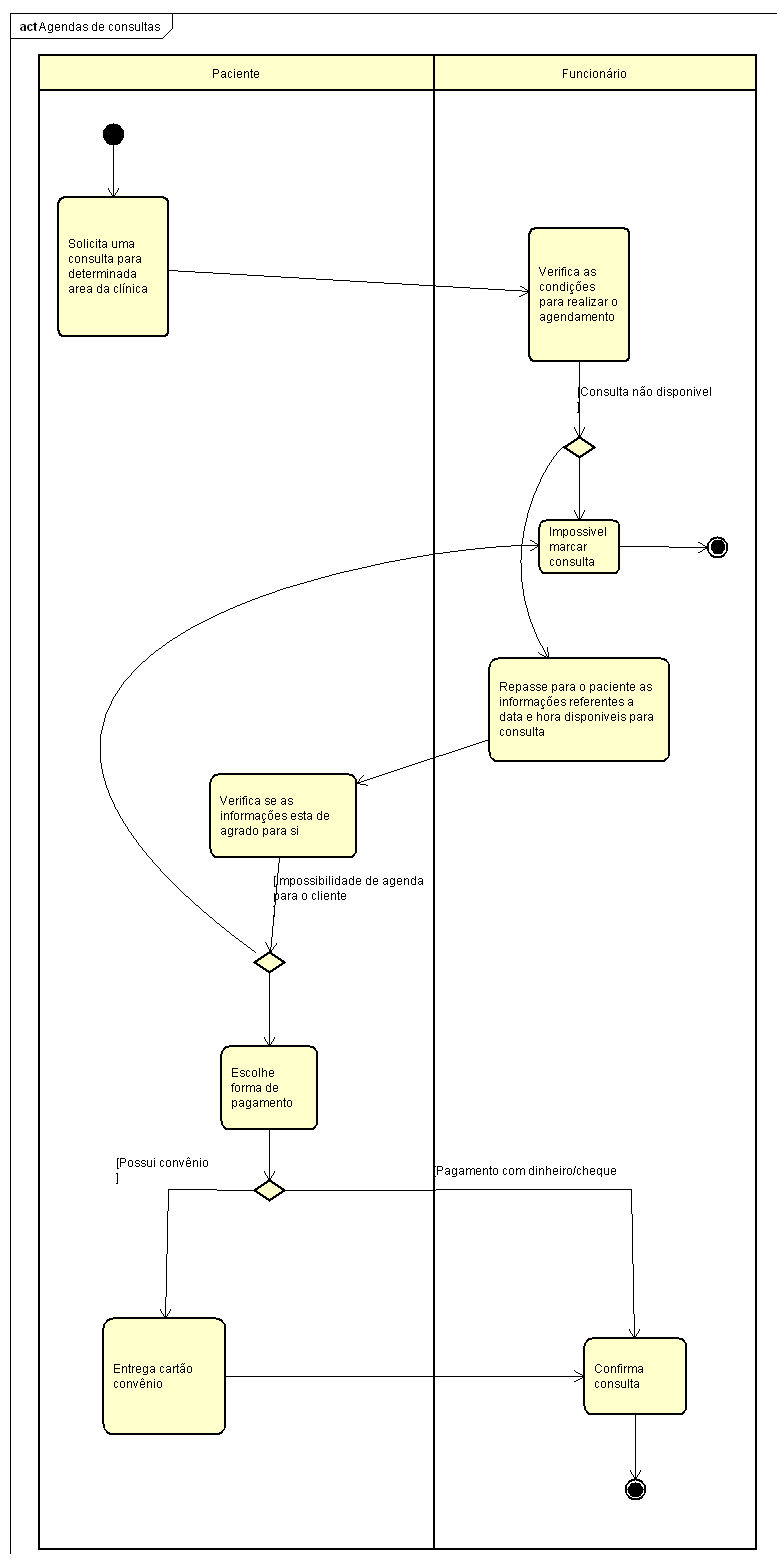 act Agendas de consultas
Paciente
Funcionário
Solicita uma
consulta para
determinada
area da clínica
Verifica as
condições
para realizar o
agendamento
[Consulta não disponivel
]
Impossivel
marcar
consulta
Repasse para o paciente as
informações referentes a
data e hora disponiveis para
consulta
Verifica se as
informações esta de
agrado para si
[Impossibilidade de agenda
para o cliente
Escolhe
forma de
pagamento
[Possui convênio
]
[Pagamento com dinheiro/cheque
Entrega cartão
convênio
Confirma
consulta